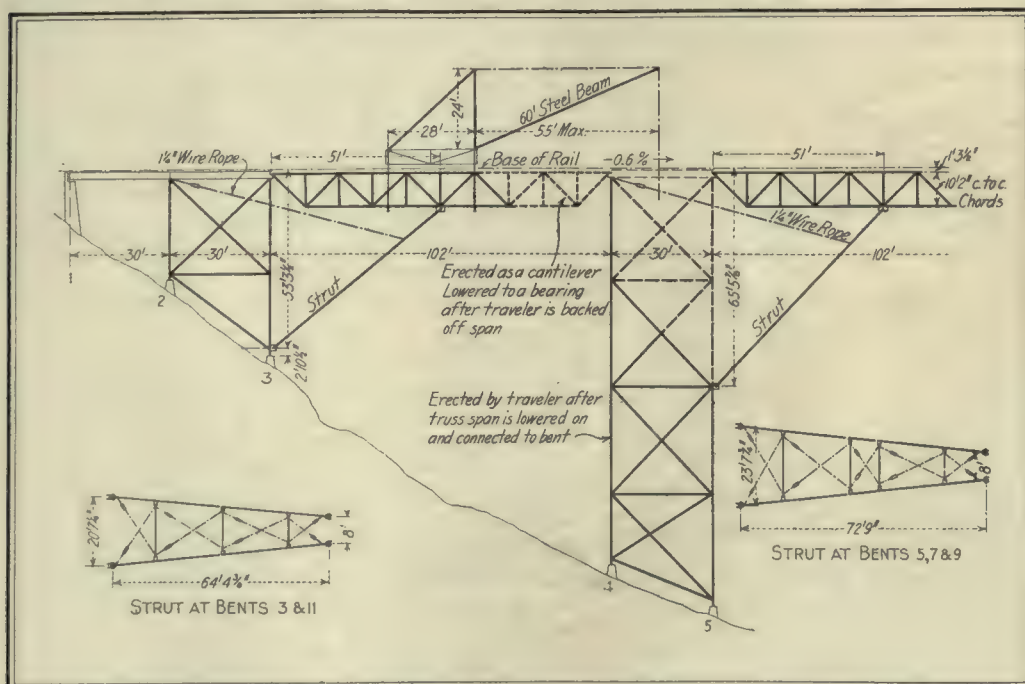 24'
60' Steel Beam
28'
55' Max.
1¼" Wire Rope
51'
Base of Rail
-0.6%
51'
1'3½"
10'2" c. to c.
Chords
1¼" Wire Rope
30'
30'
102'
30'
102'
1
53'3¾"
Erected as a cantilever
Lowered to a bearing
after traveler is backed
off span
65'5⅝"
Strut
Strut
2
2'10¼"
3
Erected by traveler after
truss span is lowered on
and connected to bent
23'7¾"
8'
72'9"
STRUT AT BENTS 5,7&9
20'7¼"
8'
64'4⅜"
STRUT AT BENTS 3 &11
4
5